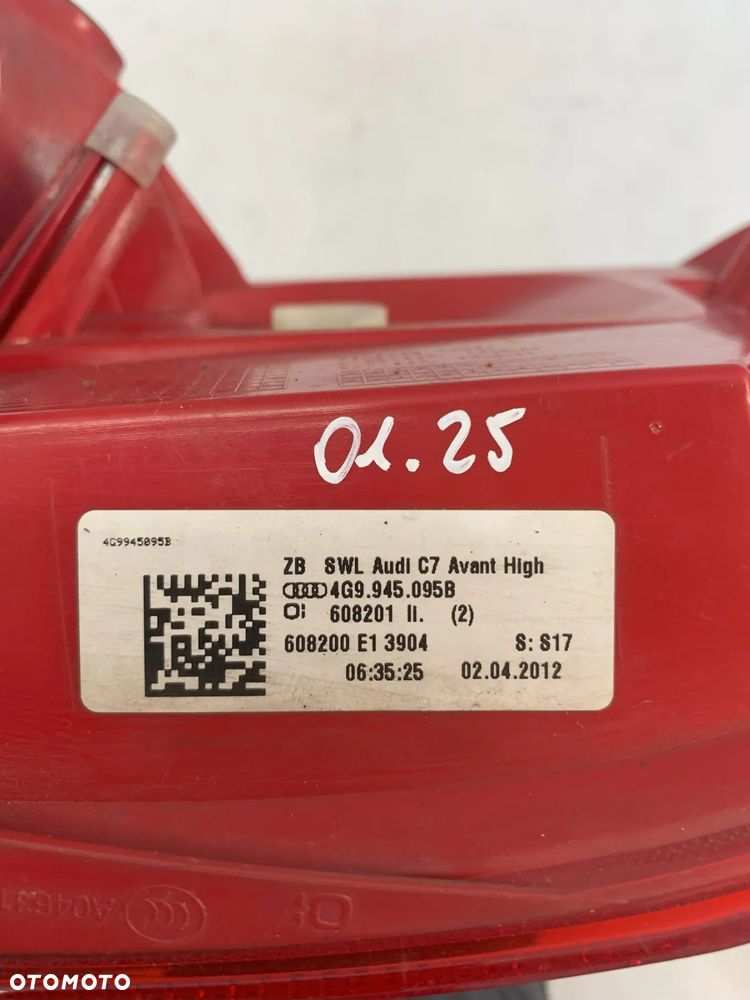 01.25
4G9945095B
ZB SWL Audi C7 Avant High
4G9.945.095B
608201 li. (2)
608200 E1 3904 S: S17
06:35:25 02.04.2012
OTOMOTO